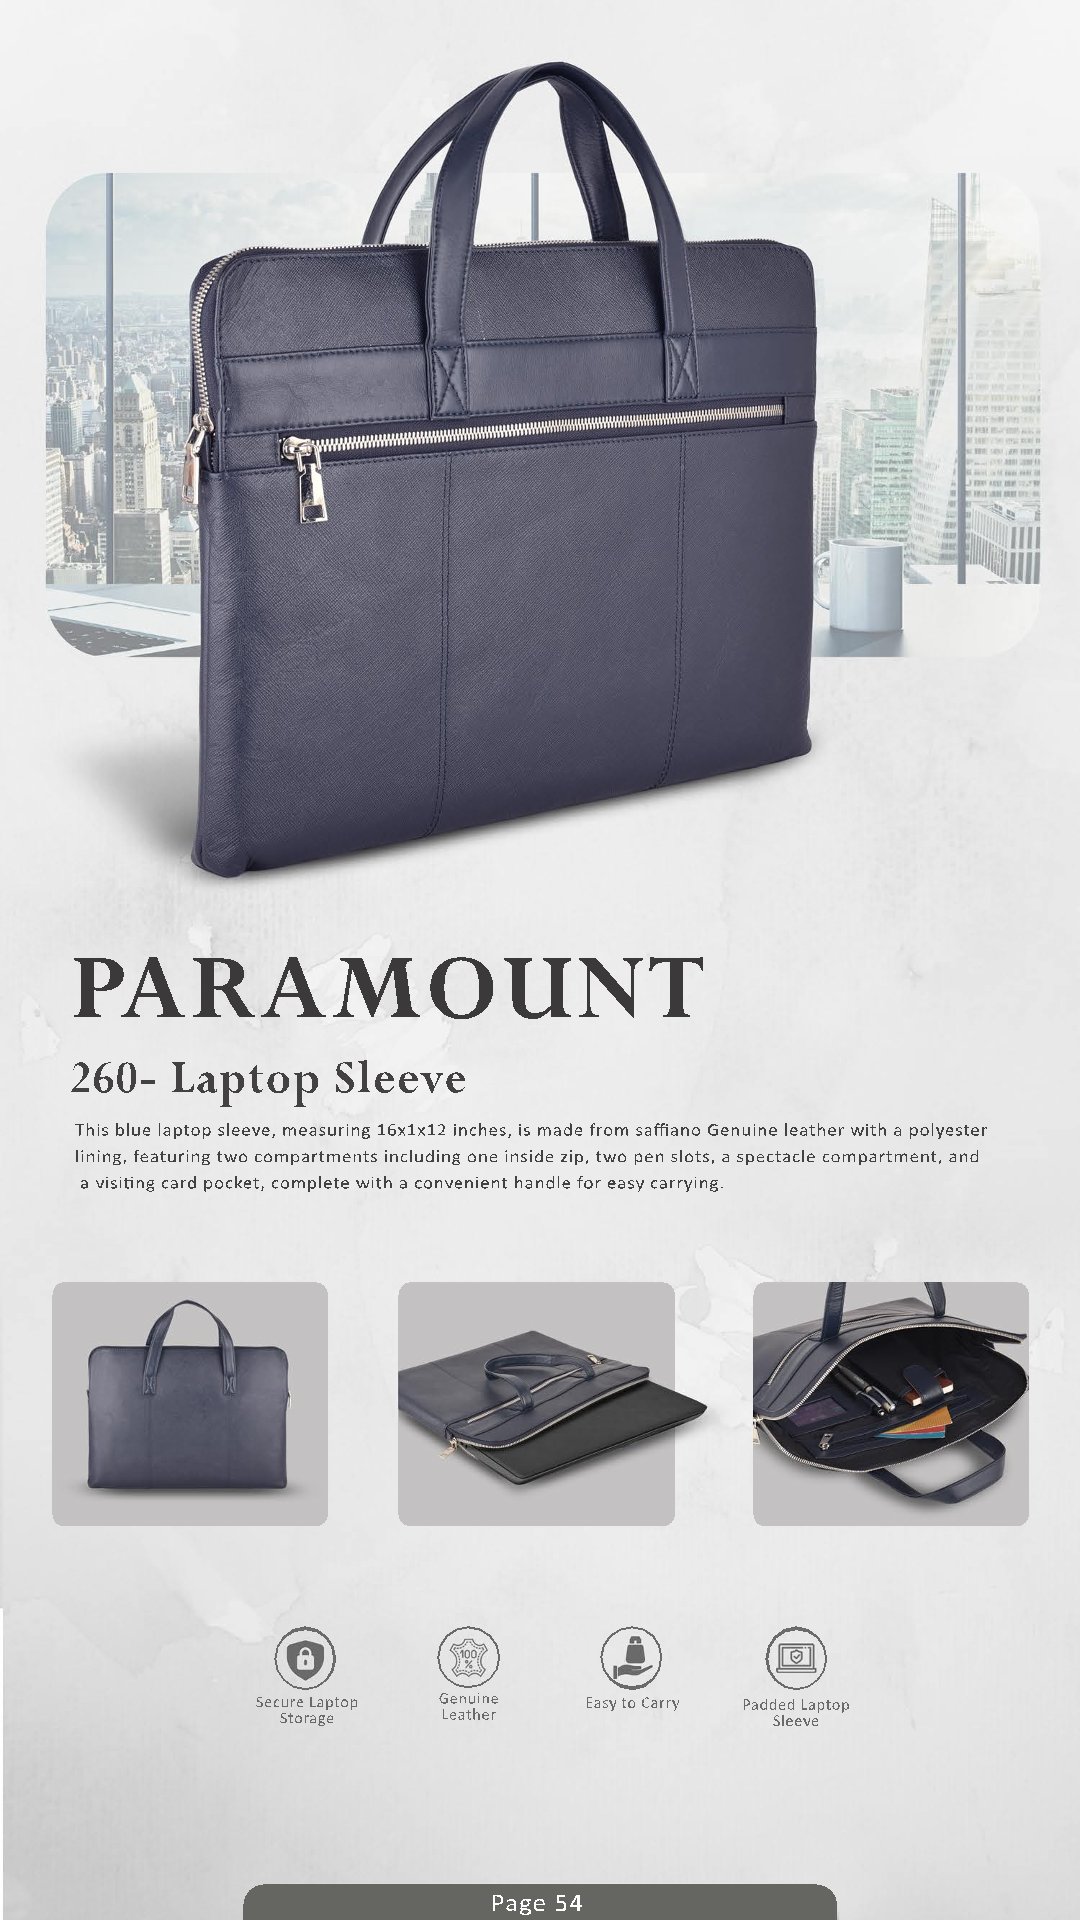 PARAMOUNT
260- Laptop Sleeve
This blue laptop sleeve, measuring 16x1x12 inches, is made from saffiano Genuine leather with a polyester
lining, featuring two compartments including one inside zip, two pen slots, a spectacle compartment, and
a visiting card pocket, complete with a convenient handle for easy carrying.
100
%
Secure Laptop
Storage
Genuine
Leather
Easy to Carry
Padded Laptop
Sleeve
Page 54